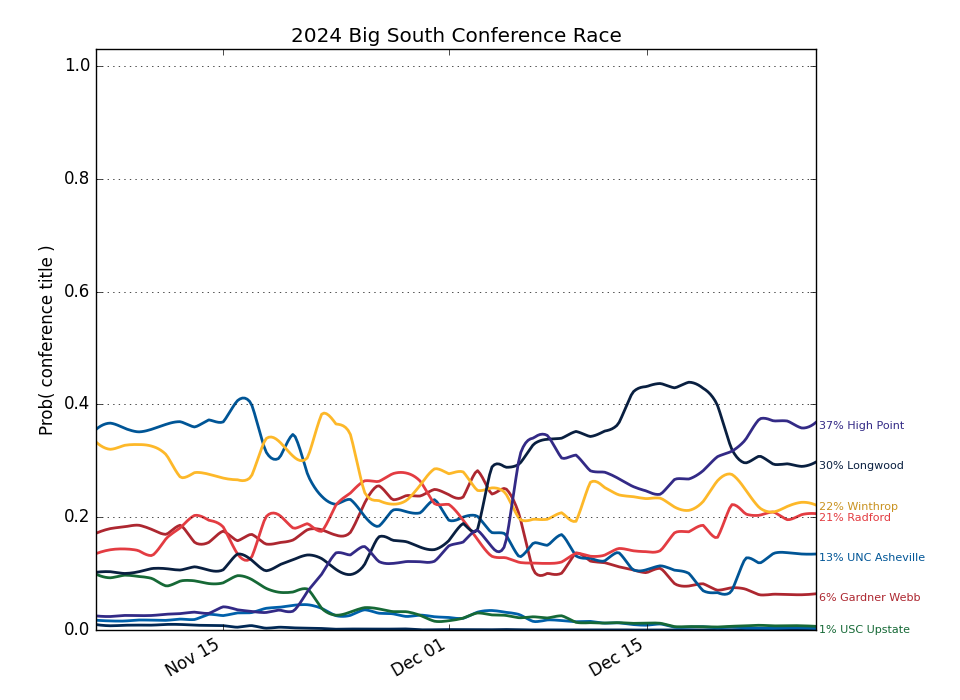 2024 Big South Conference Race
Prob( conference title )
1.0
0.8
0.6
0.4
0.2
0.0
Nov 15
Dec 01
Dec 15
37% High Point
30% Longwood
22% Winthrop
21% Radford
13% UNC Asheville
6% Gardner Webb
1% USC Upstate